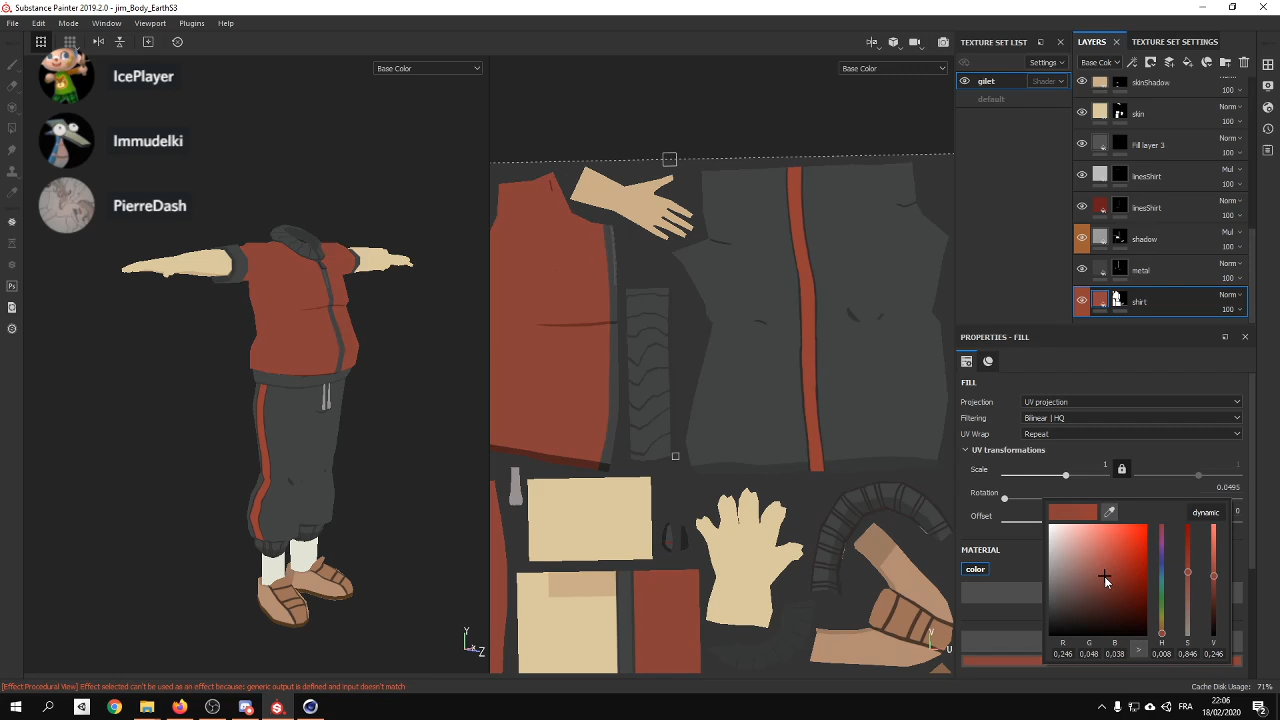 Substance Painter 2019.2.0 - jim_Body_EarthS3
File Edit Mode Window Viewport Plugins Help
Base Color
Base Color
IcePlayer
Immudelki
PierreDash
TEXTURE SET LIST
Settings
gilet Shader
default
LAYERS TEXTURE SET SETTINGS
Base Col
skinShadow
100
skin Norm
100
Fill layer 3 Norm
100
linesShirt Mul
100
linesShirt Norm
100
shadow Mul
100
metal Norm
100
shirt Norm
100
PROPERTIES - FILL
FILL
Projection UV projection
Filtering Bilinear | HQ
UV Wrap Repeat
UV transformations
Scale 1 1
Rotation 0.0495
Offset 0
dynamic
MATERIAL
color
R G B H S V
0,246 0,048 0,038 > 0,008 0,846 0,246
Y
Z
V
U
[Effect Procedural View] Effect selected can't be used as an effect because: generic output is defined and input doesn't match
Cache Disk Usage: 71%
FRA
22:06
18/02/2020
2